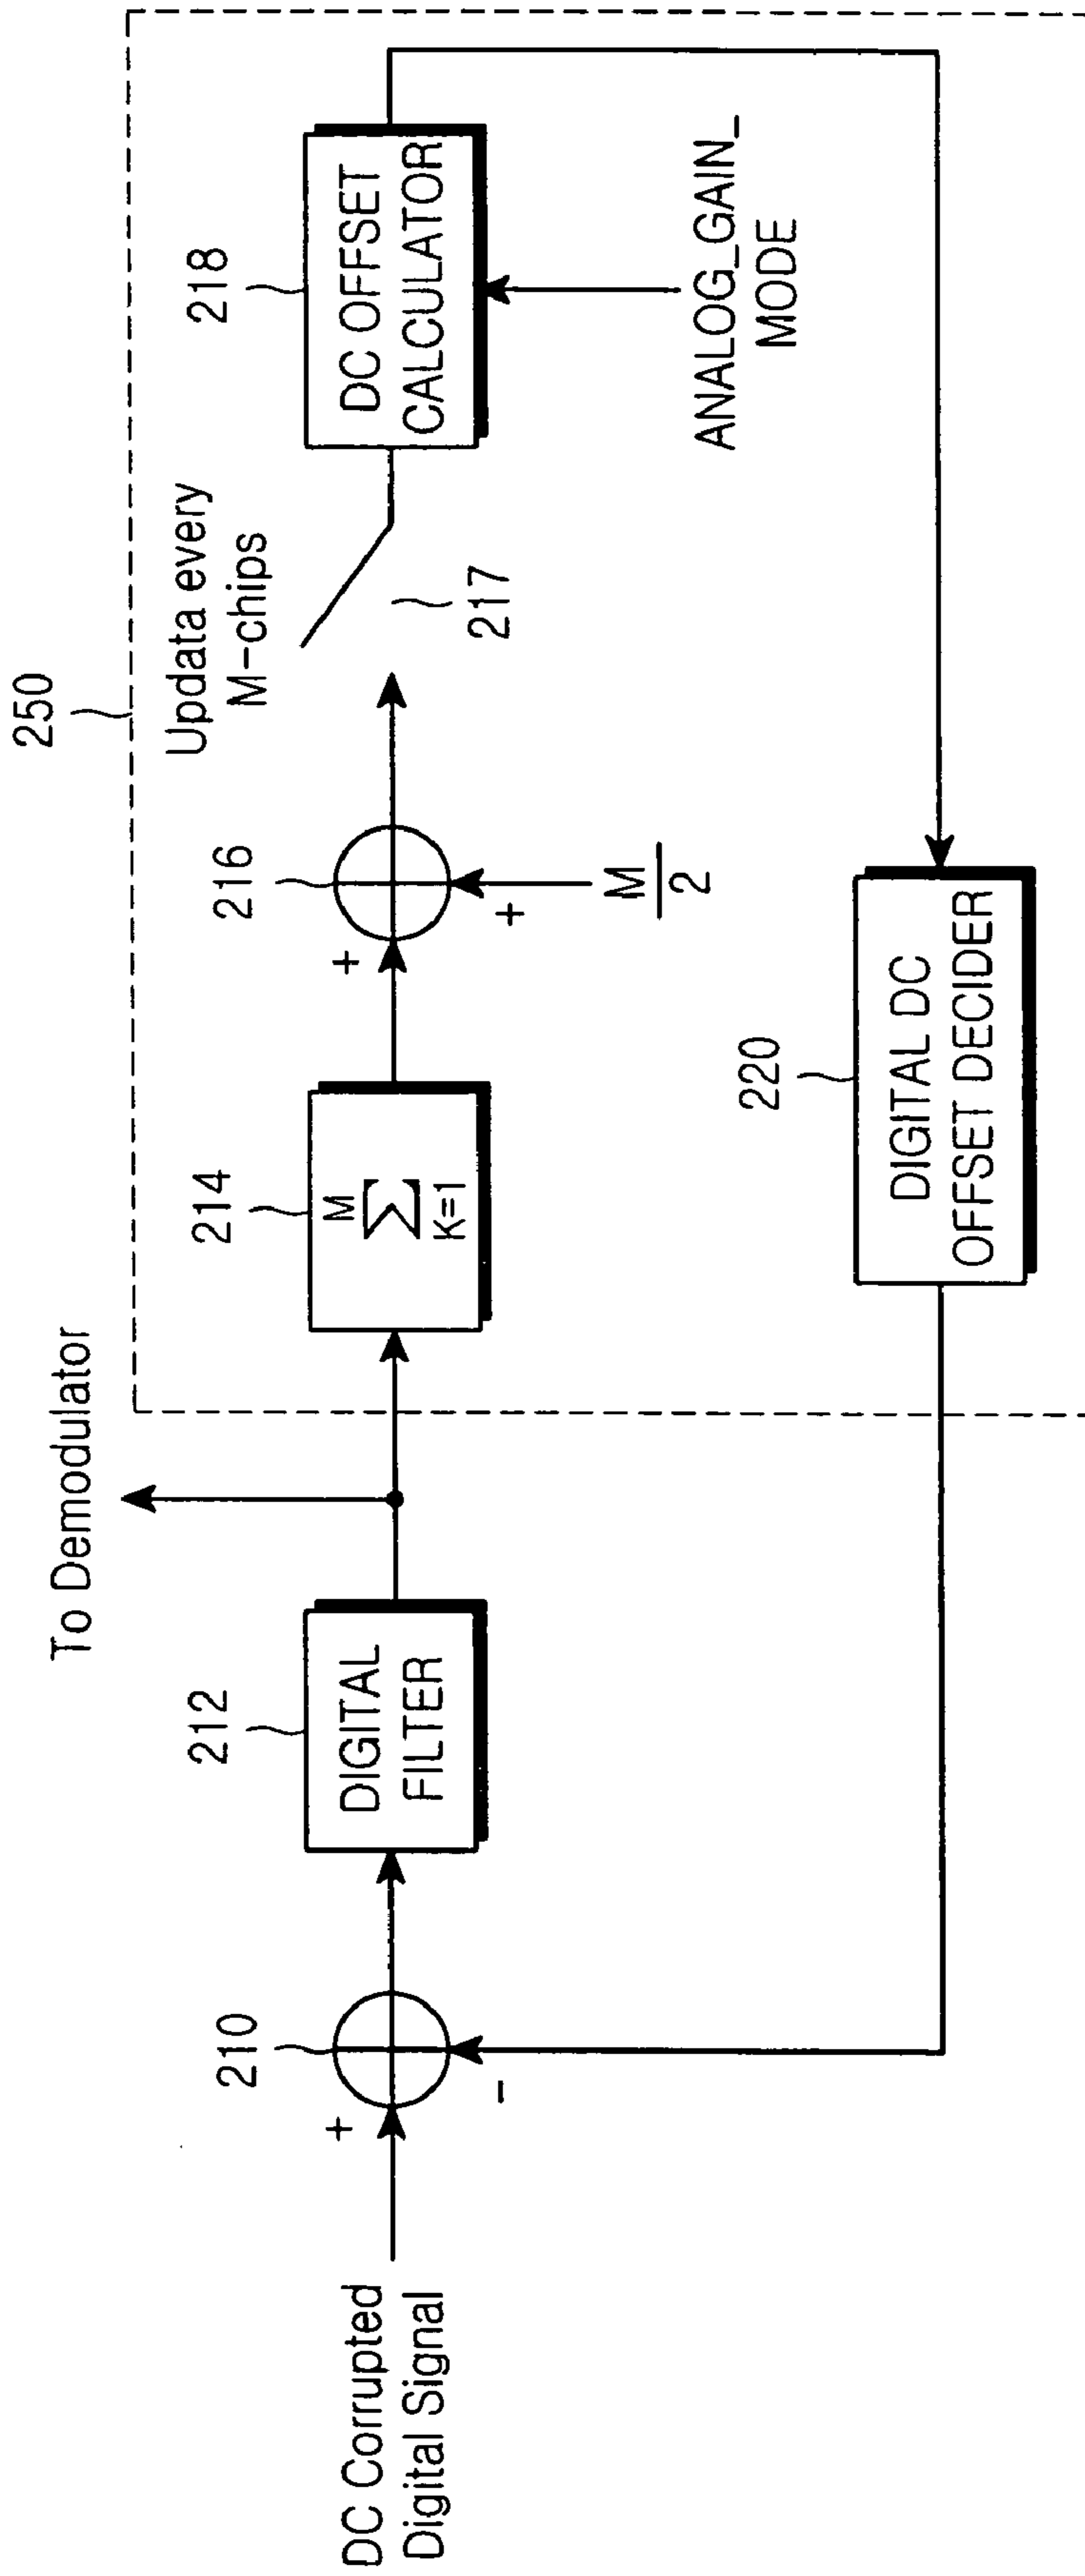 250
To Demodulator
Updata every
M-chips
210
212
214
216
218
DC Corrupted
Digital Signal
+
-
DIGITAL
FILTER
M
∑
K=1
+
+
M
2
217
DC OFFSET
CALCULATOR
ANALOG_GAIN_
MODE
220
DIGITAL DC
OFFSET DECIDER